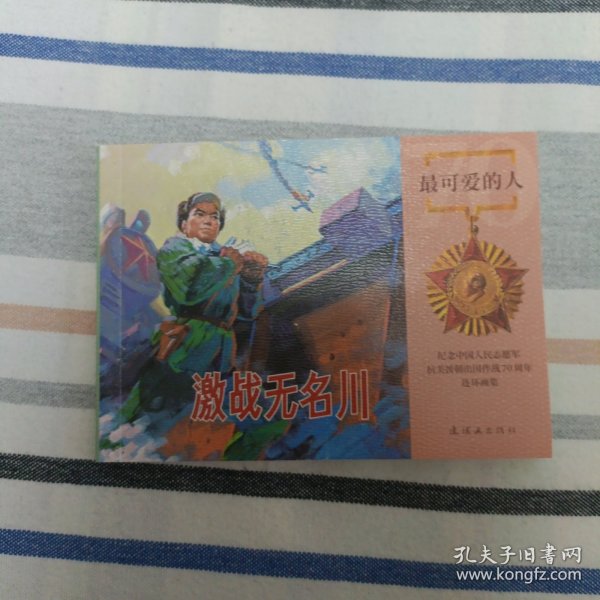 最可爱的人
纪念中国人民志愿军
抗美援朝出国作战70周年
连环画集
连环画出版社
激战无名川
孔夫子旧书网
www.kongfz.com